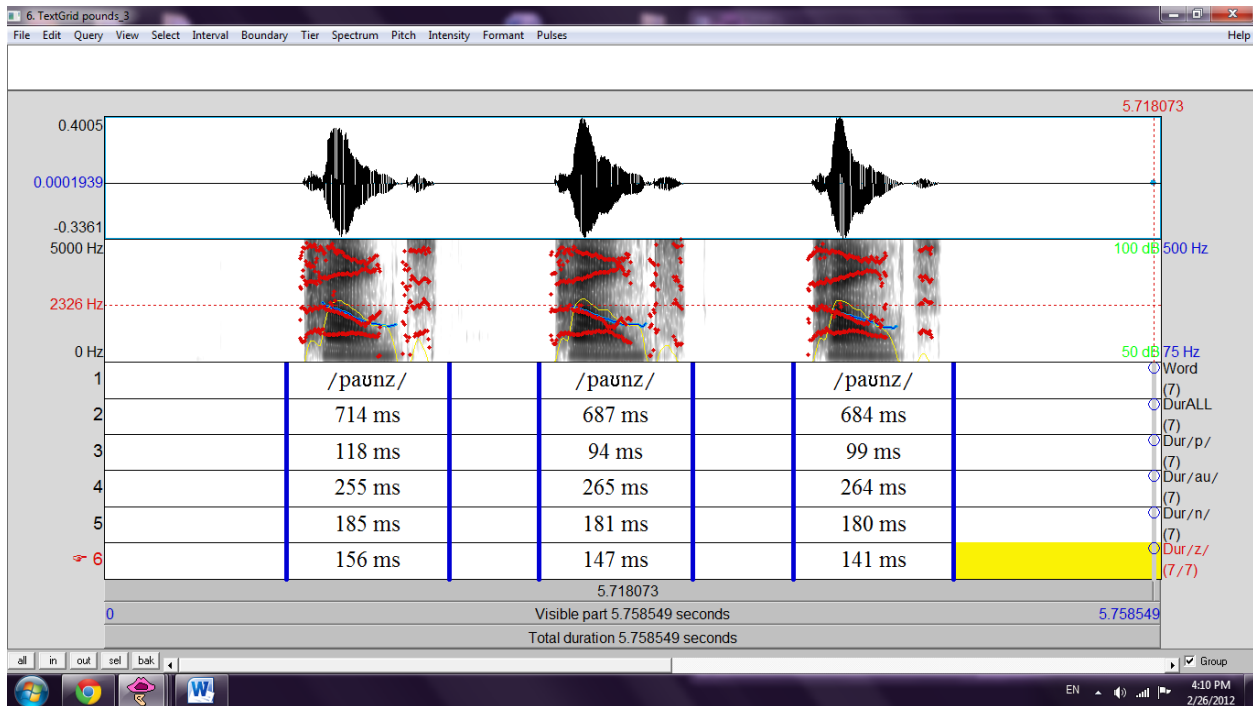 6. TextGrid pounds_3
File Edit Query View Select Interval Boundary Tier Spectrum Pitch Intensity Formant Pulses Help
5.718073
0.4005
0.0001939
-0.3361
5000 Hz 100 dB 500 Hz
2326 Hz
0 Hz 50 dB 75 Hz
1 /paʊnz/ /paʊnz/ /paʊnz/ Word (7)
2 714 ms 687 ms 684 ms DurALL (7)
3 118 ms 94 ms 99 ms Dur/p/ (7)
4 255 ms 265 ms 264 ms Dur/au/ (7)
5 185 ms 181 ms 180 ms Dur/n/ (7)
☞ 6 156 ms 147 ms 141 ms Dur/z/ (7/7)
5.718073
0 Visible part 5.758549 seconds 5.758549
Total duration 5.758549 seconds
all in out sel bak Group
W EN 4:10 PM
2/26/2012